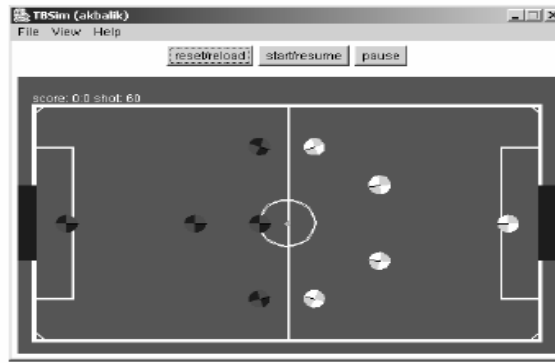 TBSim (akbalik)
File View Help
reset/reload start/resume pause
score: 0:0 shot: 60